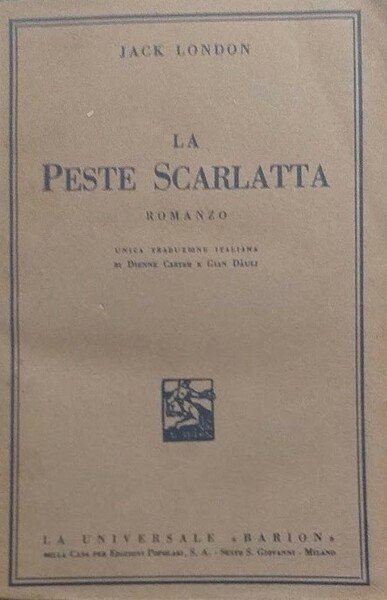 JACK LONDON
LA
PESTE SCARLATTA
ROMANZO
UNICA TRADUZIONE ITALIANA
DI DIENNE CARTER E GIAN DÀULI
LA UNIVERSALE «BARION»
DELLA CASA PER EDIZIONI POPOLARI, S. A. - SESTO S. GIOVANNI - MILANO